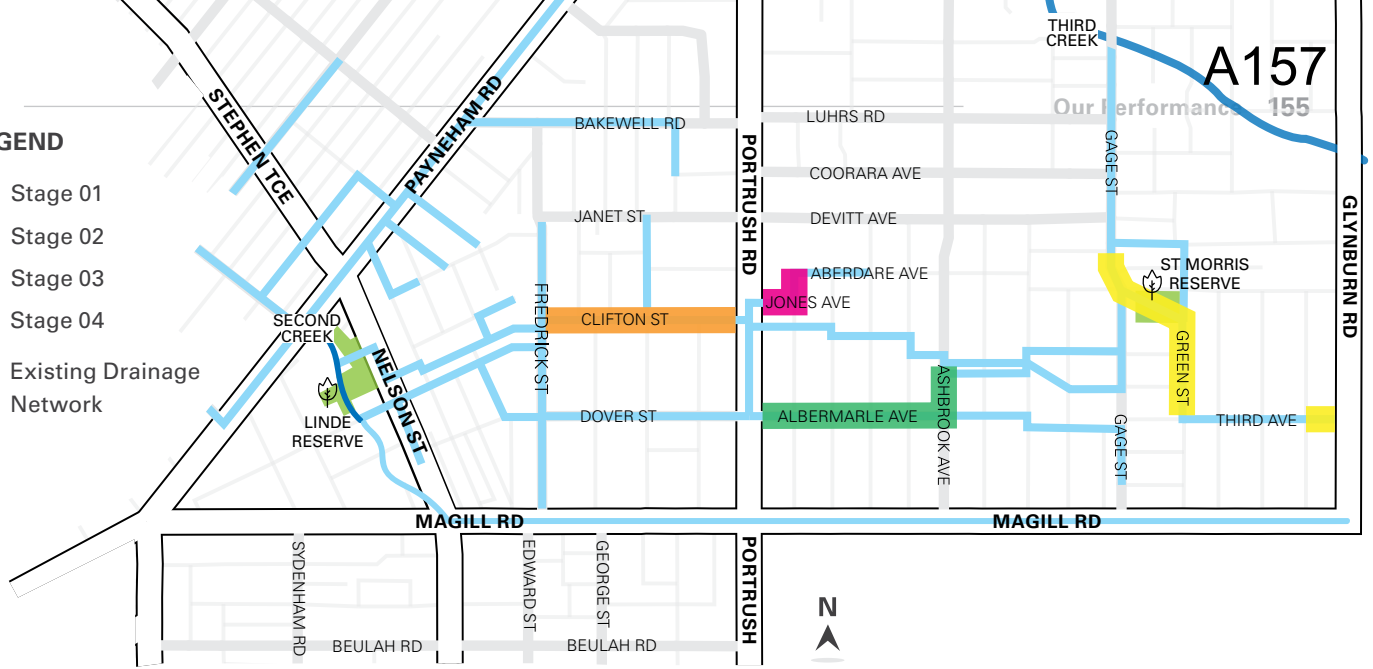 THIRD
CREEK
A157
Our Performance 155
GEND
Stage 01
Stage 02
Stage 03
Stage 04
Existing Drainage
Network
STEPHEN TCE
PAYNEHAM RD
BAKEWELL RD
LUHRS RD
PORTRUSH RD
COORARA AVE
GAGE ST
JANET ST
DEVITT AVE
GLYNBURN RD
ABERDARE AVE
JONES AVE
ST MORRIS
RESERVE
SECOND
CREEK
FREDRICK ST
CLIFTON ST
NELSON ST
GREEN ST
ASHBROOK AVE
LINDE
RESERVE
DOVER ST
ALBERMARLE AVE
GAGE ST
THIRD AVE
MAGILL RD
MAGILL RD
SYDENHAM RD
EDWARD ST
GEORGE ST
PORTRUSH
BEULAH RD
BEULAH RD
N